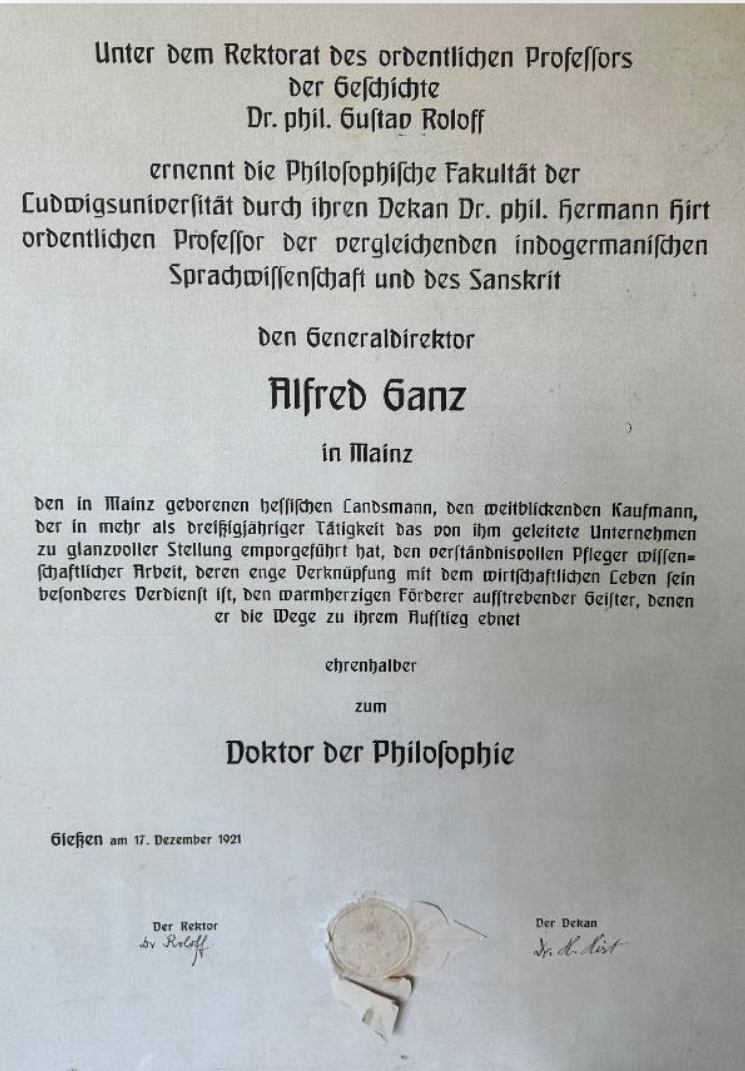 Unter dem Rektorat des ordentlichen Professors
der Geschichte
Dr. phil. Gustav Roloff
ernennt die Philosophische Fakultät der
Ludwigsuniversität durch ihren Dekan Dr. phil. Hermann Hirt
ordentlichen Professor der vergleichenden indogermanischen
Sprachwissenschaft und des Sanskrit
den Generaldirektor
Alfred Ganz
in Mainz
den in Mainz geborenen hessischen Landsmann, den weitblickenden Kaufmann,
der in mehr als dreißigjähriger Tätigkeit das von ihm geleitete Unternehmen
zu glanzvoller Stellung emporgeführt hat, den verständnisvollen Pfleger wissen=
schaftlicher Arbeit, deren enge Verknüpfung mit dem wirtschaftlichen Leben sein
besonderes Verdienst ist, den warmherzigen Förderer aufstrebender Geister, denen
er die Wege zu ihrem Aufstieg ebnet
ehrenhalber
zum
Doktor der Philosophie
Gießen am 17. Dezember 1921
Der Rektor
Dr Roloff
Der Dekan
Dr. H. Hirt